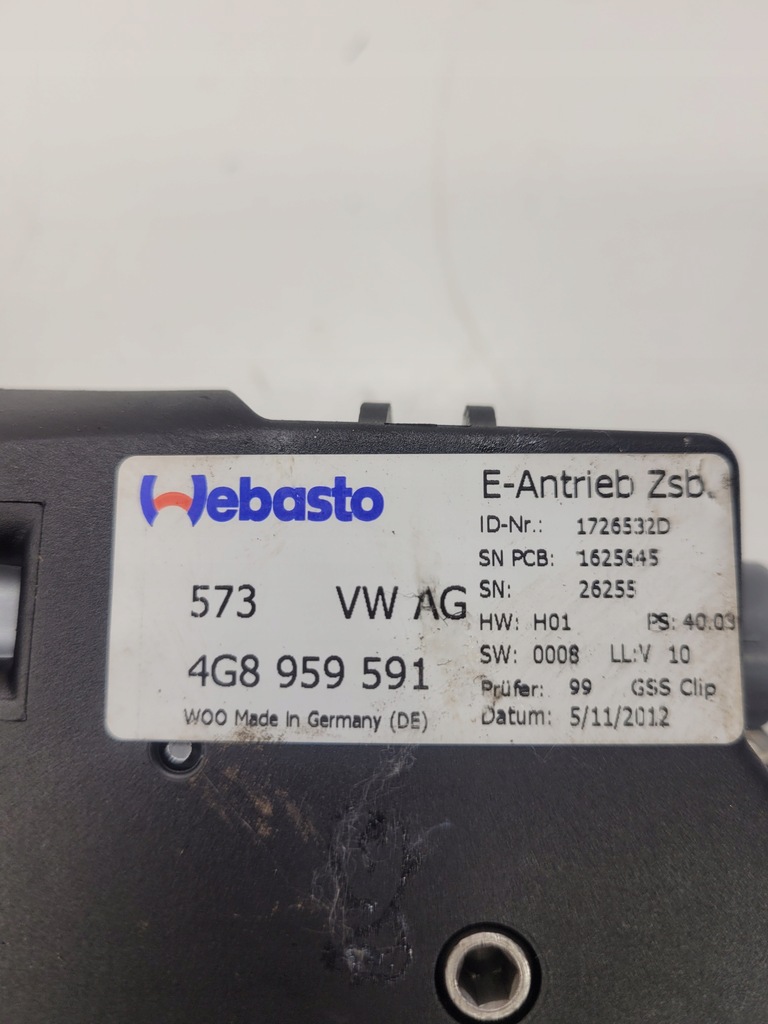 Webasto
573 VW AG
4G8 959 591
WOO Made in Germany (DE)
E-Antrieb Zsb.
ID-Nr.: 1726532D
SN PCB: 1625645
SN: 26255
HW: H01 PS: 40.03
SW: 0008 LL:V 10
Prüfer: 99 GSS Clip
Datum: 5/11/2012